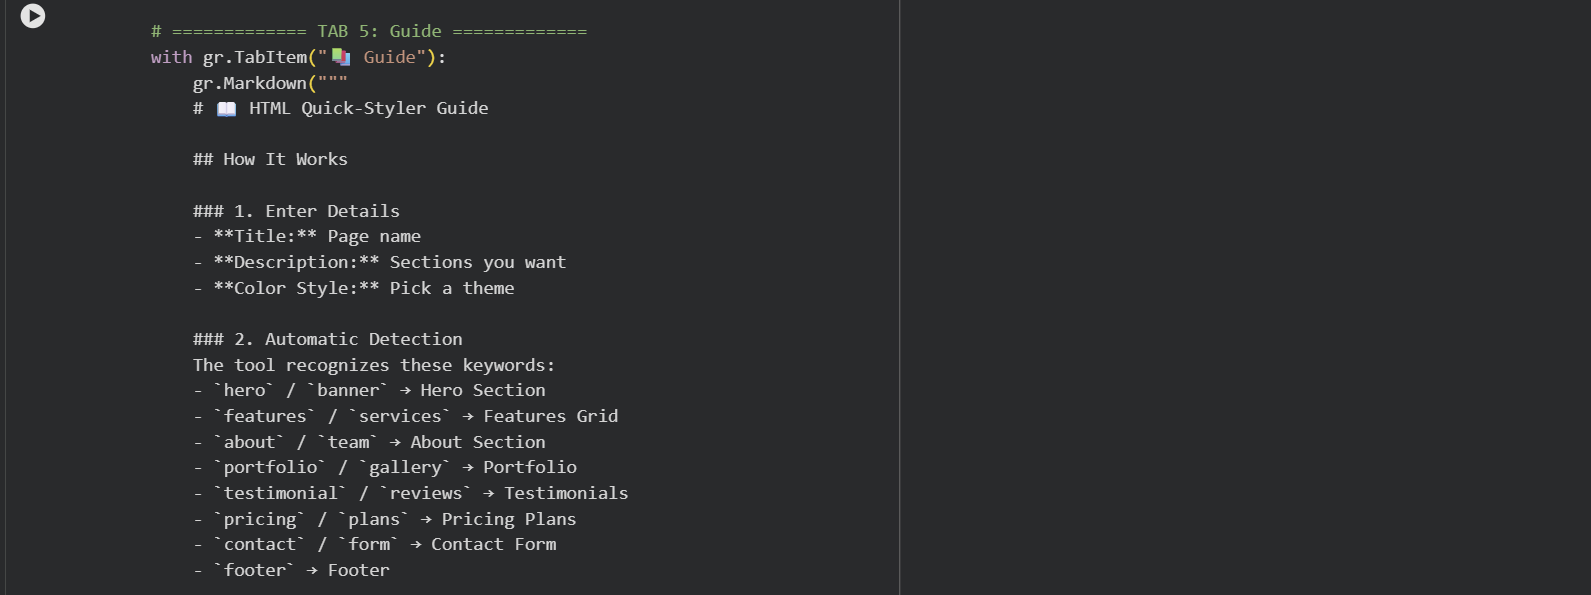 # ============= TAB 5: Guide =============
with gr.TabItem("📚 Guide"):
gr.Markdown("""
# 📖 HTML Quick-Styler Guide
## How It Works
### 1. Enter Details
- **Title:** Page name
- **Description:** Sections you want
- **Color Style:** Pick a theme
### 2. Automatic Detection
The tool recognizes these keywords:
- `hero` / `banner` → Hero Section
- `features` / `services` → Features Grid
- `about` / `team` → About Section
- `portfolio` / `gallery` → Portfolio
- `testimonial` / `reviews` → Testimonials
- `pricing` / `plans` → Pricing Plans
- `contact` / `form` → Contact Form
- `footer` → Footer